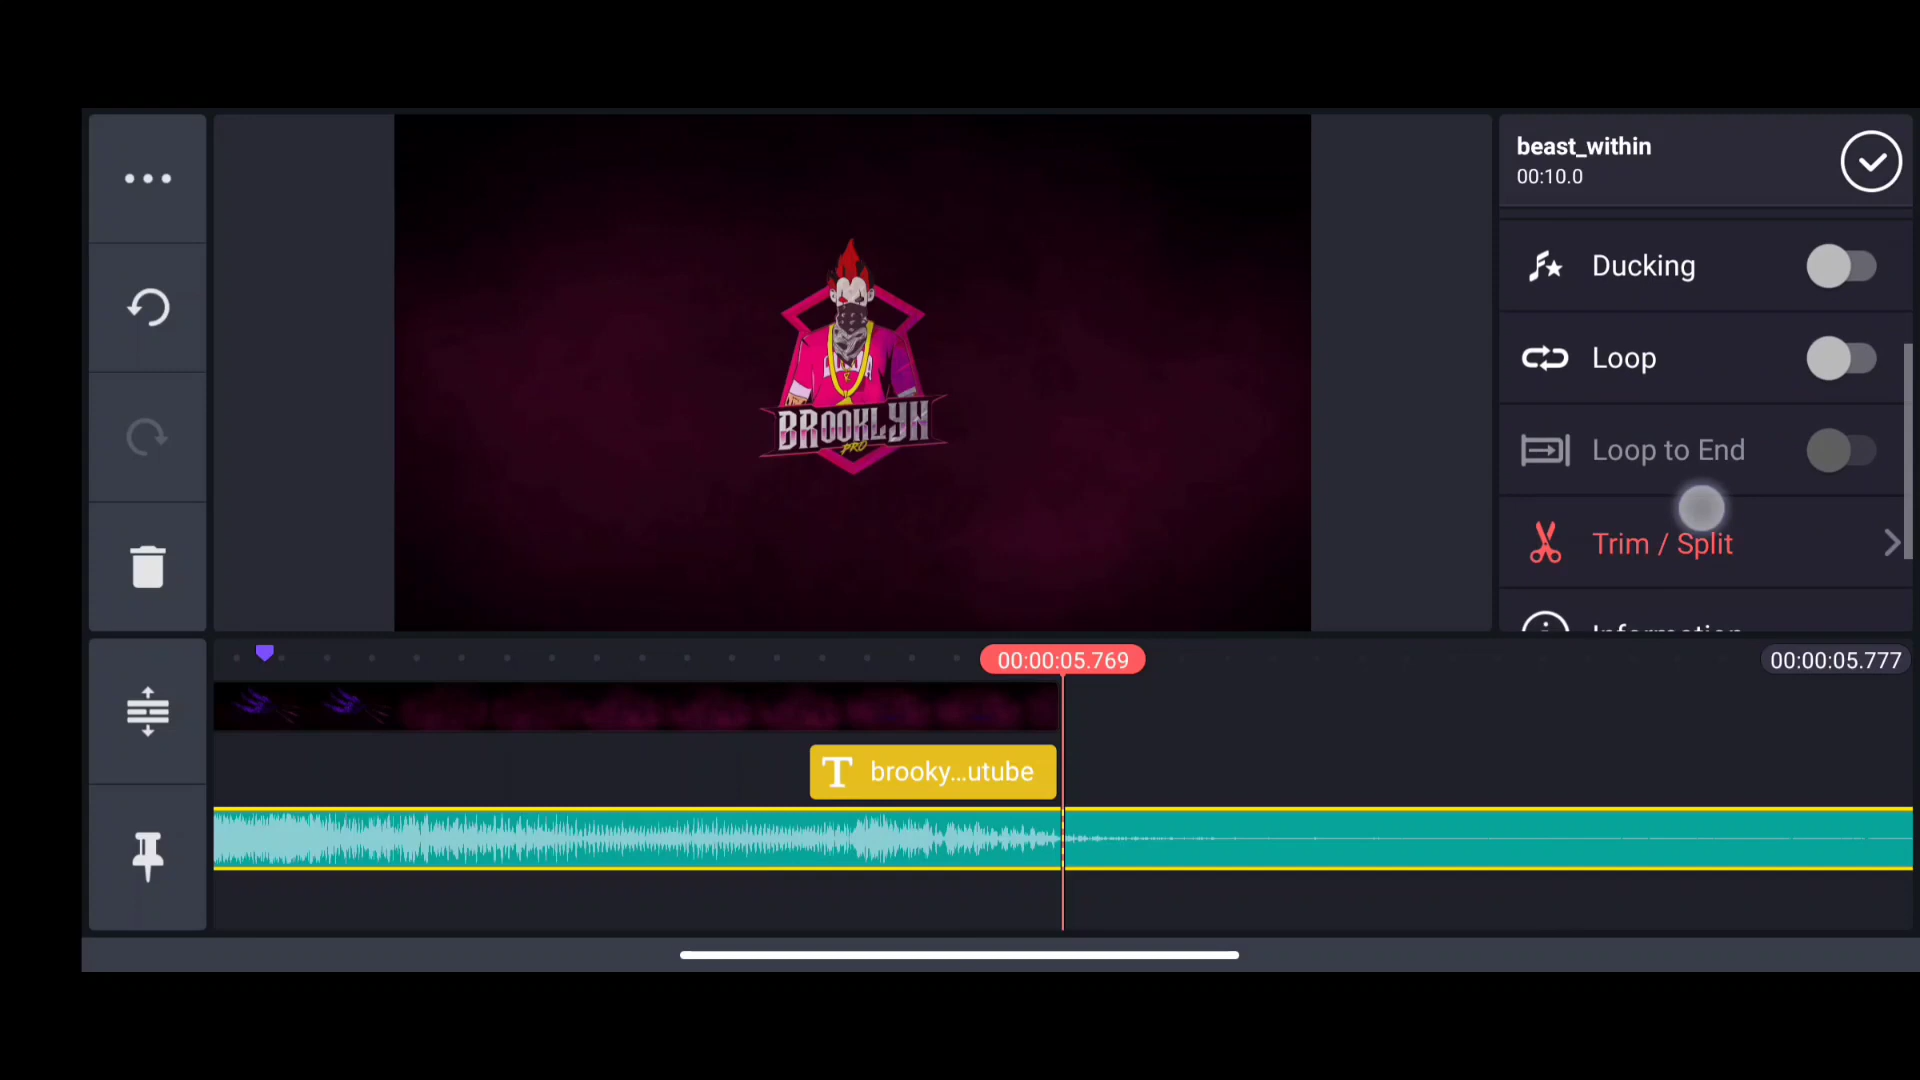 beast_within
00:10.0
Ducking
Loop
Loop to End
Trim / Split
Information
BROOKLYN
PRO
00:00:05.769
00:00:05.777
T brooky...utube